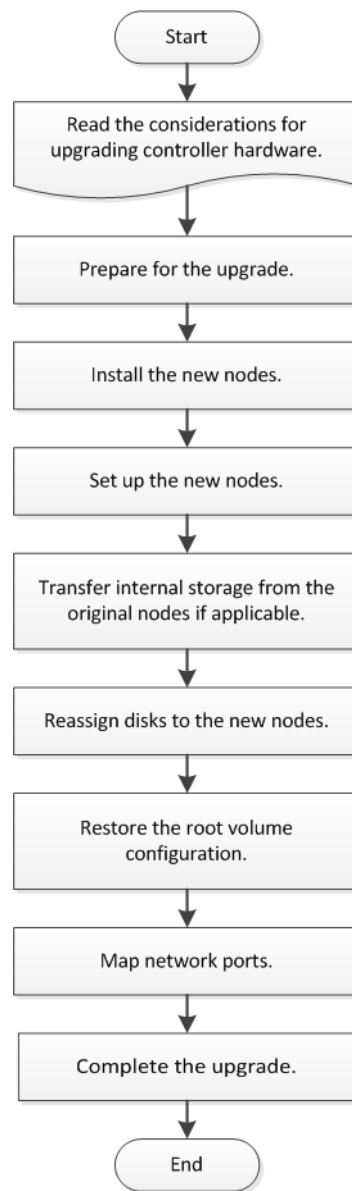 Start
Read the considerations for
upgrading controller hardware.
Prepare for the upgrade.
Install the new nodes.
Set up the new nodes.
Transfer internal storage from the
original nodes if applicable.
Reassign disks to the new nodes.
Restore the root volume
configuration.
Map network ports.
Complete the upgrade.
End